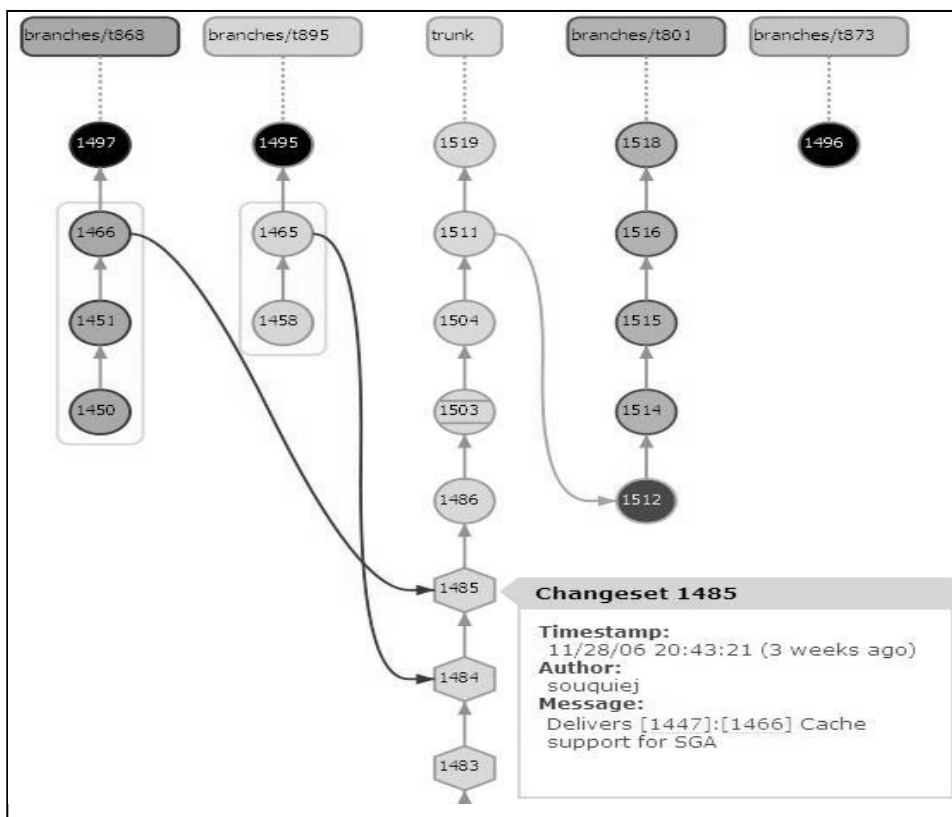 branches/t868
branches/t895
trunk
branches/t801
branches/t873
1497
1495
1519
1518
1496
1466
1465
1511
1516
1451
1458
1504
1515
1450
1503
1514
1486
1512
1485
Changeset 1485
Timestamp:
11/28/06 20:43:21 (3 weeks ago)
Author:
souquiej
Message:
Delivers [1447]:[1466] Cache
support for SGA
1484
1483